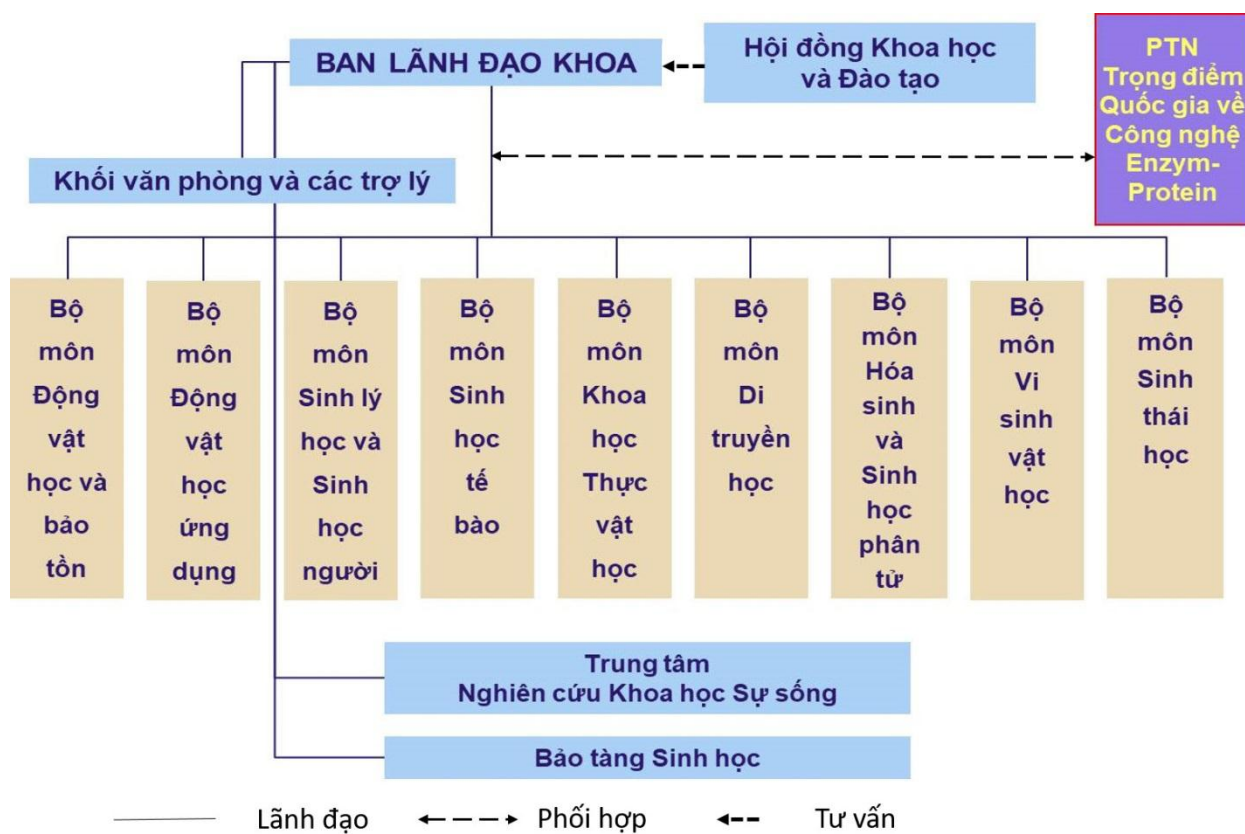 BAN LÃNH ĐẠO KHOA
Hội đồng Khoa học
và Đào tạo
PTN
Trọng điểm
Quốc gia về
Công nghệ
Enzym-
Protein
Khối văn phòng và các trợ lý
Bộ
môn
Động
vật
học và
bảo
tồn
Bộ
môn
Động
vật
học
ứng
dụng
Bộ
môn
Sinh lý
học và
Sinh
học
người
Bộ
môn
Sinh
học
tế
bào
Bộ
môn
Khoa
học
Thực
vật
học
Bộ
môn
Di
truyền
học
Bộ
môn
Hóa
sinh
và
Sinh
học
phân
tử
Bộ
môn
Vi
sinh
vật
học
Bộ
môn
Sinh
thái
học
Trung tâm
Nghiên cứu Khoa học Sự sống
Bảo tàng Sinh học
Lãnh đạo
Phối hợp
Tư vấn